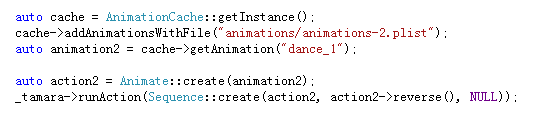 auto cache = AnimationCache::getInstance();
cache->addAnimationsWithFile("animations/animations-2.plist");
auto animation2 = cache->getAnimation("dance_1");
auto action2 = Animate::create(animation2);
_tamara->runAction(Sequence::create(action2, action2->reverse(), NULL));